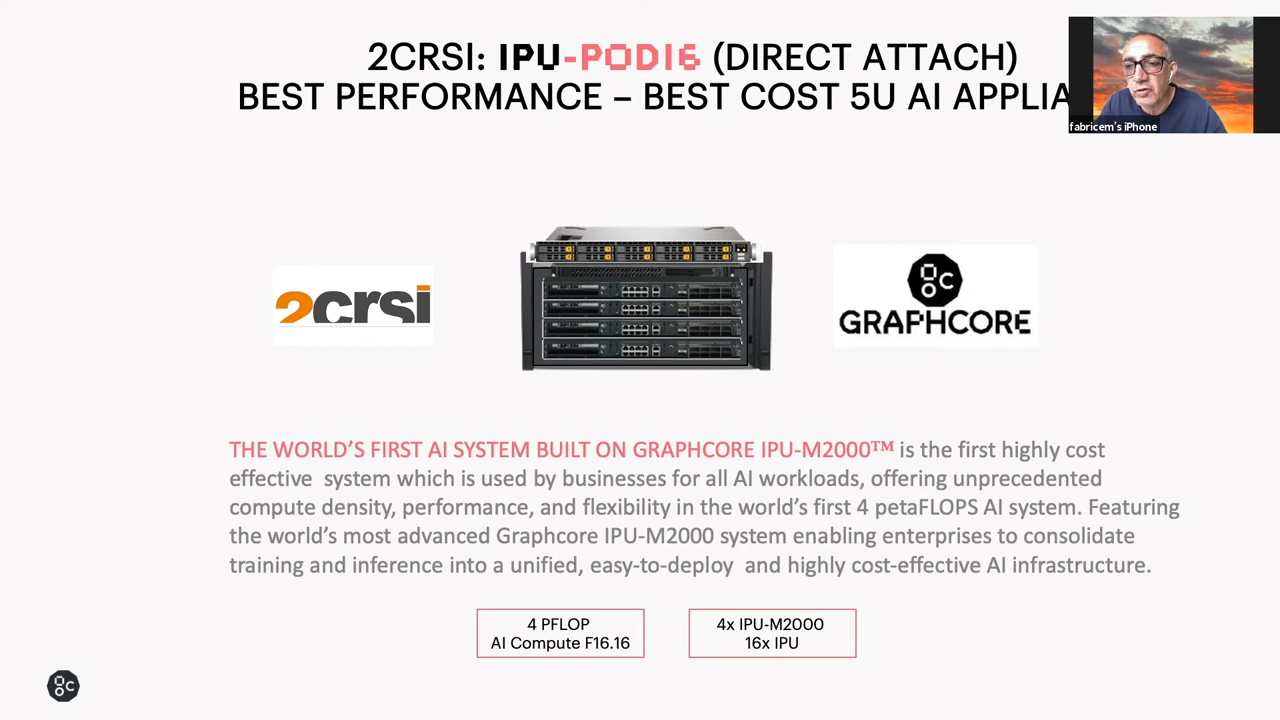 2CRSI: IPU-POD16 (DIRECT ATTACH)
BEST PERFORMANCE – BEST COST 5U AI APPLIA
fabricem's iPhone
2crsi
GRAPHCORE
THE WORLD'S FIRST AI SYSTEM BUILT ON GRAPHCORE IPU-M2000™ is the first highly cost
effective system which is used by businesses for all AI workloads, offering unprecedented
compute density, performance, and flexibility in the world's first 4 petaFLOPS AI system. Featuring
the world's most advanced Graphcore IPU-M2000 system enabling enterprises to consolidate
training and inference into a unified, easy-to-deploy and highly cost-effective AI infrastructure.
4 PFLOP
AI Compute F16.16
4x IPU-M2000
16x IPU